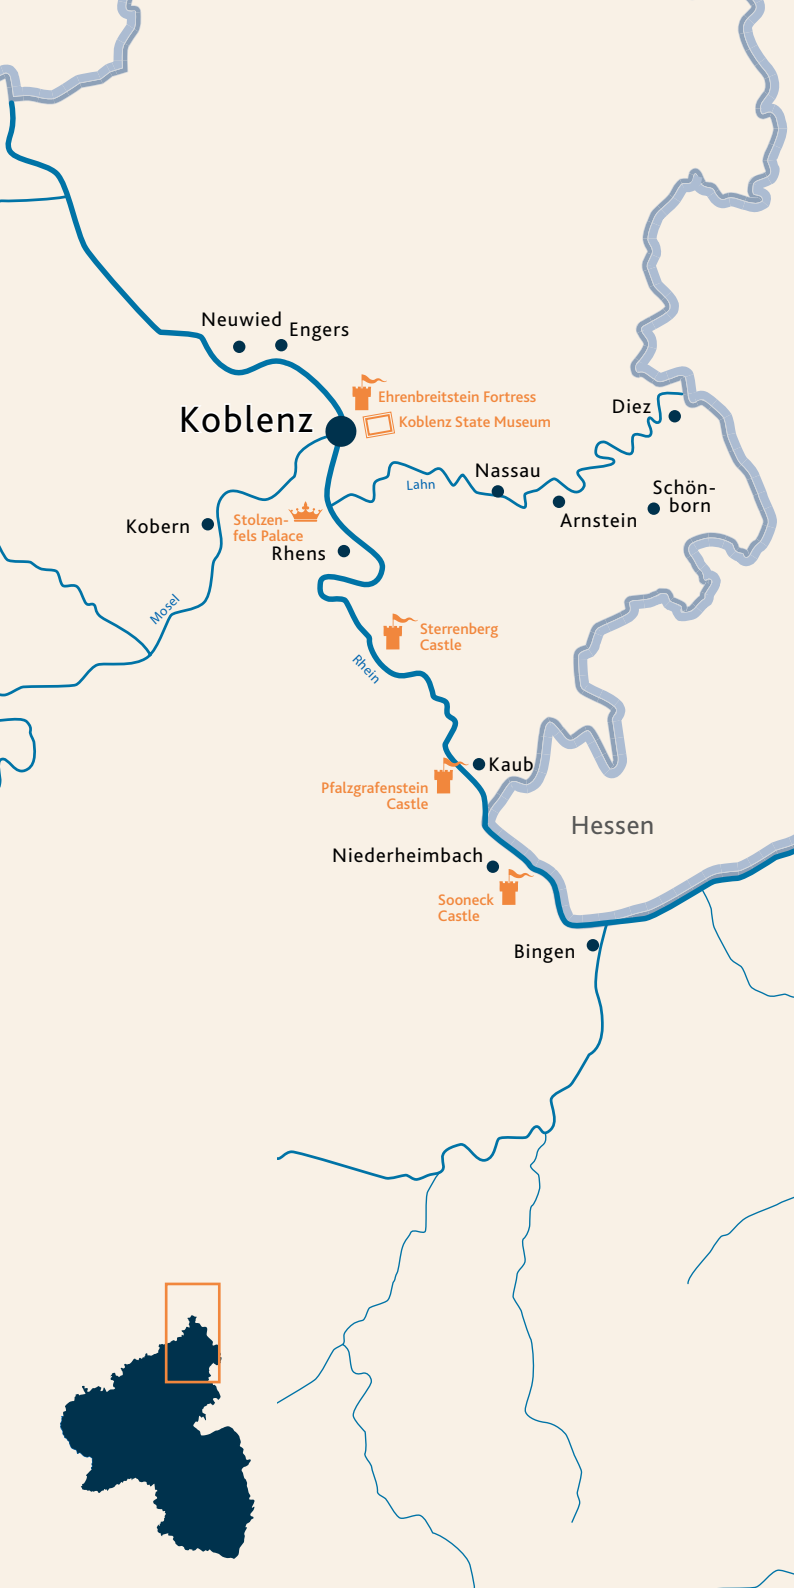 Neuwied
Engers
Ehrenbreitstein Fortress
Koblenz
Koblenz State Museum
Diez
Nassau
Lahn
Schön-
born
Arnstein
Kobern
Stolzen-
fels Palace
Rhens
Mosel
Sterrenberg
Castle
Rhein
Kaub
Pfalzgrafenstein
Castle
Hessen
Niederheimbach
Sooneck
Castle
Bingen